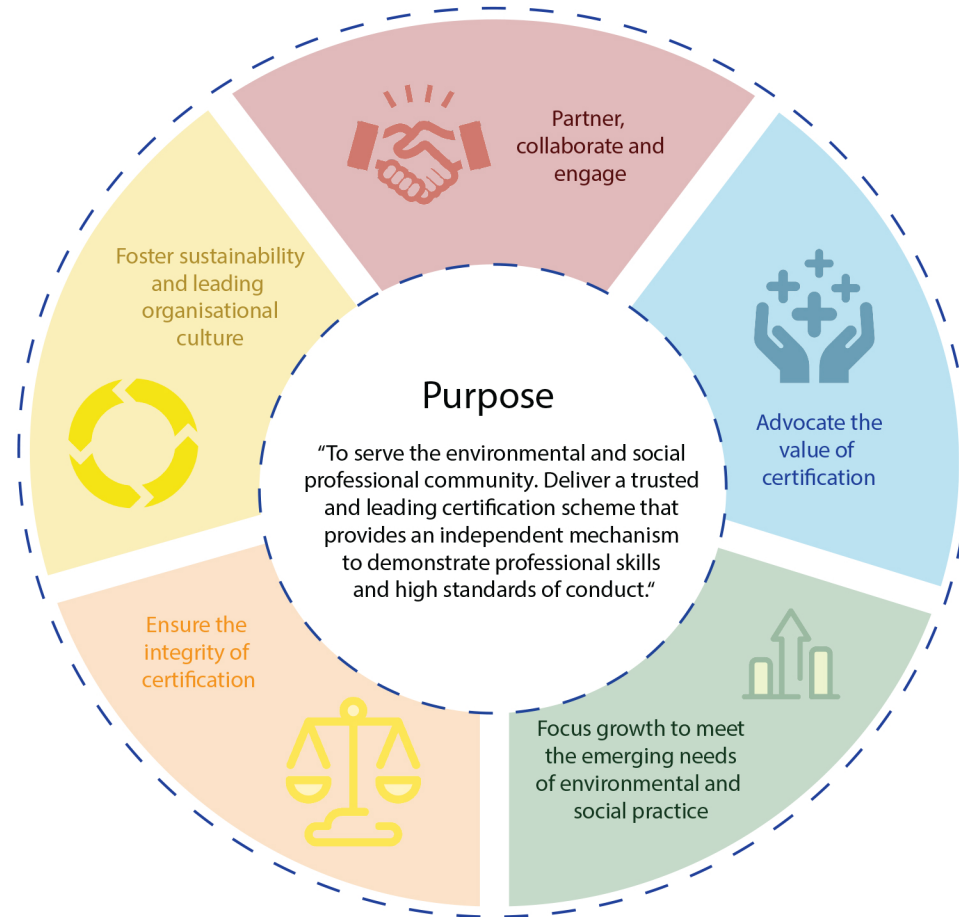 Partner,
collaborate and
engage
Foster sustainability
and leading
organisational
culture
Advocate the
value of
certification
Purpose
“To serve the environmental and social
professional community. Deliver a trusted
and leading certification scheme that
provides an independent mechanism
to demonstrate professional skills
and high standards of conduct.“
Ensure the
integrity of
certification
Focus growth to meet
the emerging needs
of environmental and
social practice